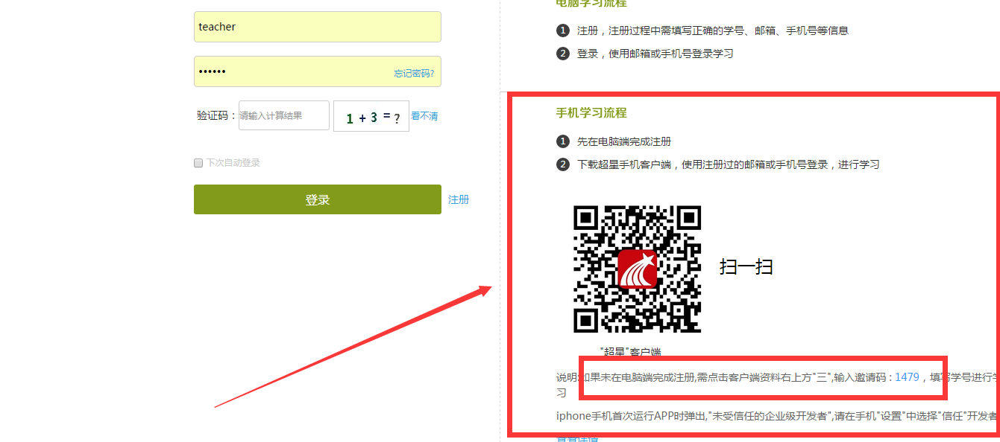 teacher
••••••
忘记密码?
验证码：
请输入计算结果
1 + 3 = ?
看不清
下次自动登录
登录
注册
电脑学习流程
1 注册，注册过程中需填写正确的学号、邮箱、手机号等信息
2 登录，使用邮箱或手机号登录学习
手机学习流程
1 先在电脑端完成注册
2 下载超星手机客户端，使用注册过的邮箱或手机号登录，进行学习
扫一扫
"超星"客户端
说明:如果未在电脑端完成注册,需点击客户端资料右上方"三",输入邀请码：1479，填写学号进行学
习
iphone手机首次运行APP时弹出,"未受信任的企业级开发者",请在手机"设置"中选择"信任"开发者
查看详情